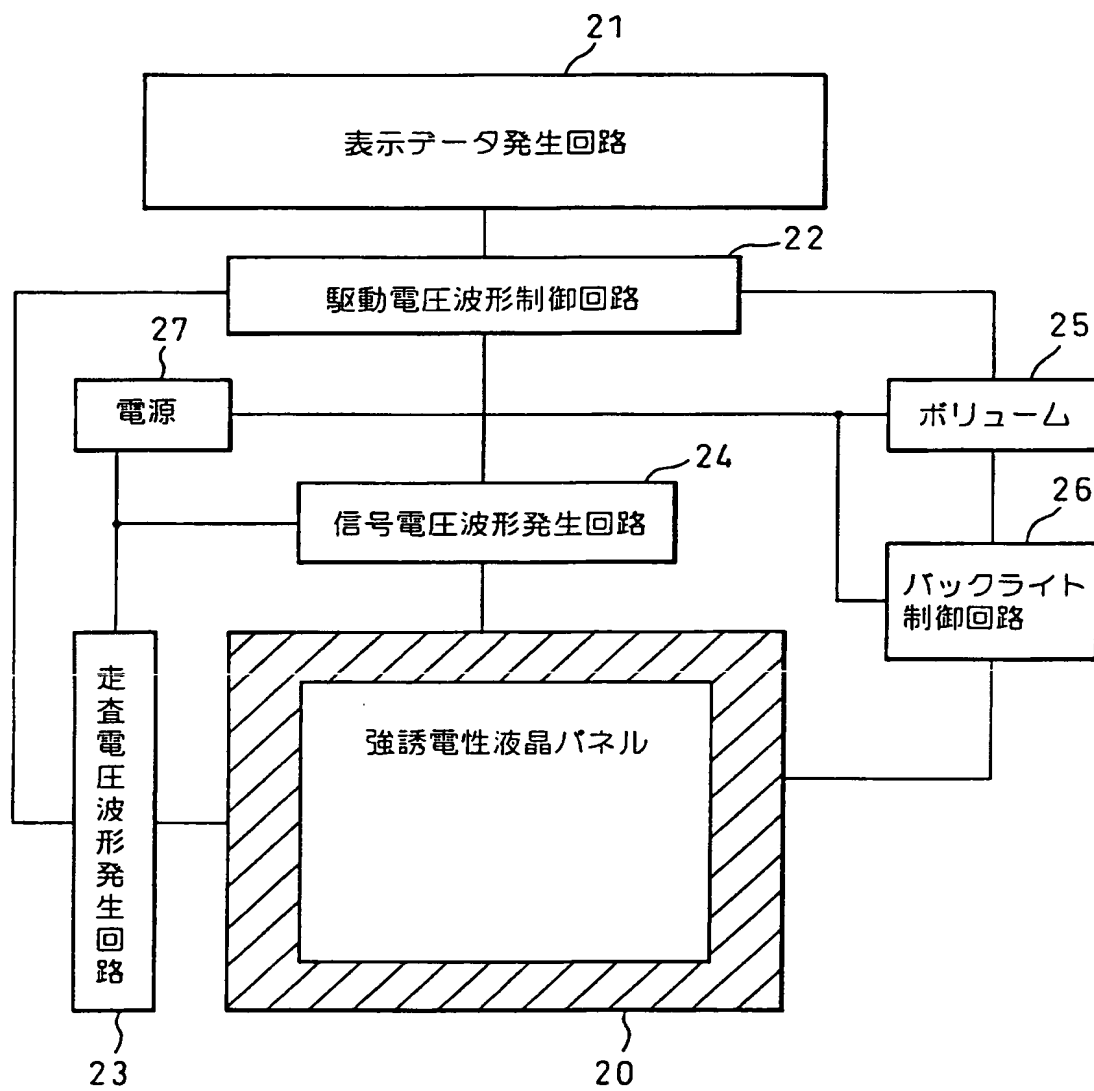 21
表示データ発生回路
22
駆動電圧波形制御回路
27
電源
25
ボリューム
24
信号電圧波形発生回路
26
バックライト
制御回路
走査電圧波形発生回路
強誘電性液晶パネル
23
20